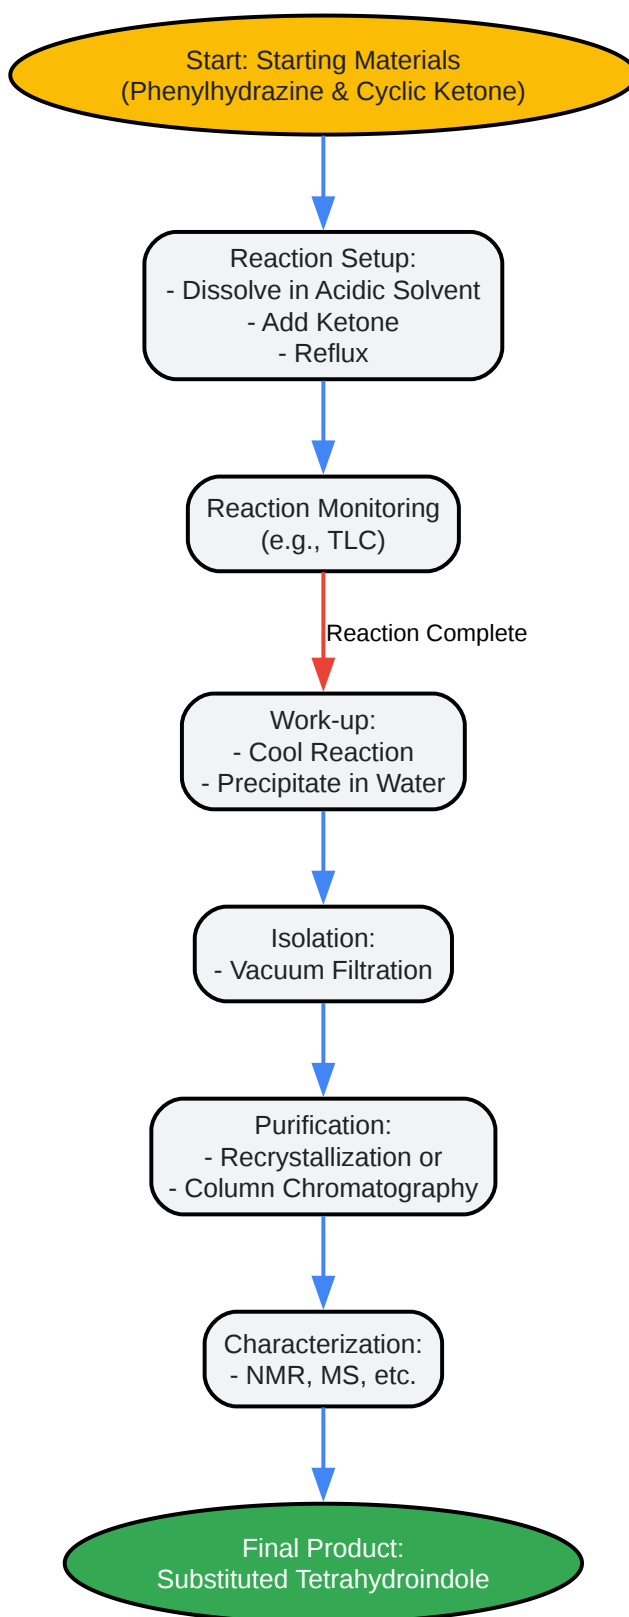 Start: Starting Materials
(Phenylhydrazine & Cyclic Ketone)
Reaction Setup:
- Dissolve in Acidic Solvent
- Add Ketone
- Reflux
Reaction Monitoring
(e.g., TLC)
Reaction Complete
Work-up:
- Cool Reaction
- Precipitate in Water
Isolation:
- Vacuum Filtration
Purification:
- Recrystallization or
- Column Chromatography
Characterization:
- NMR, MS, etc.
Final Product:
Substituted Tetrahydroindole